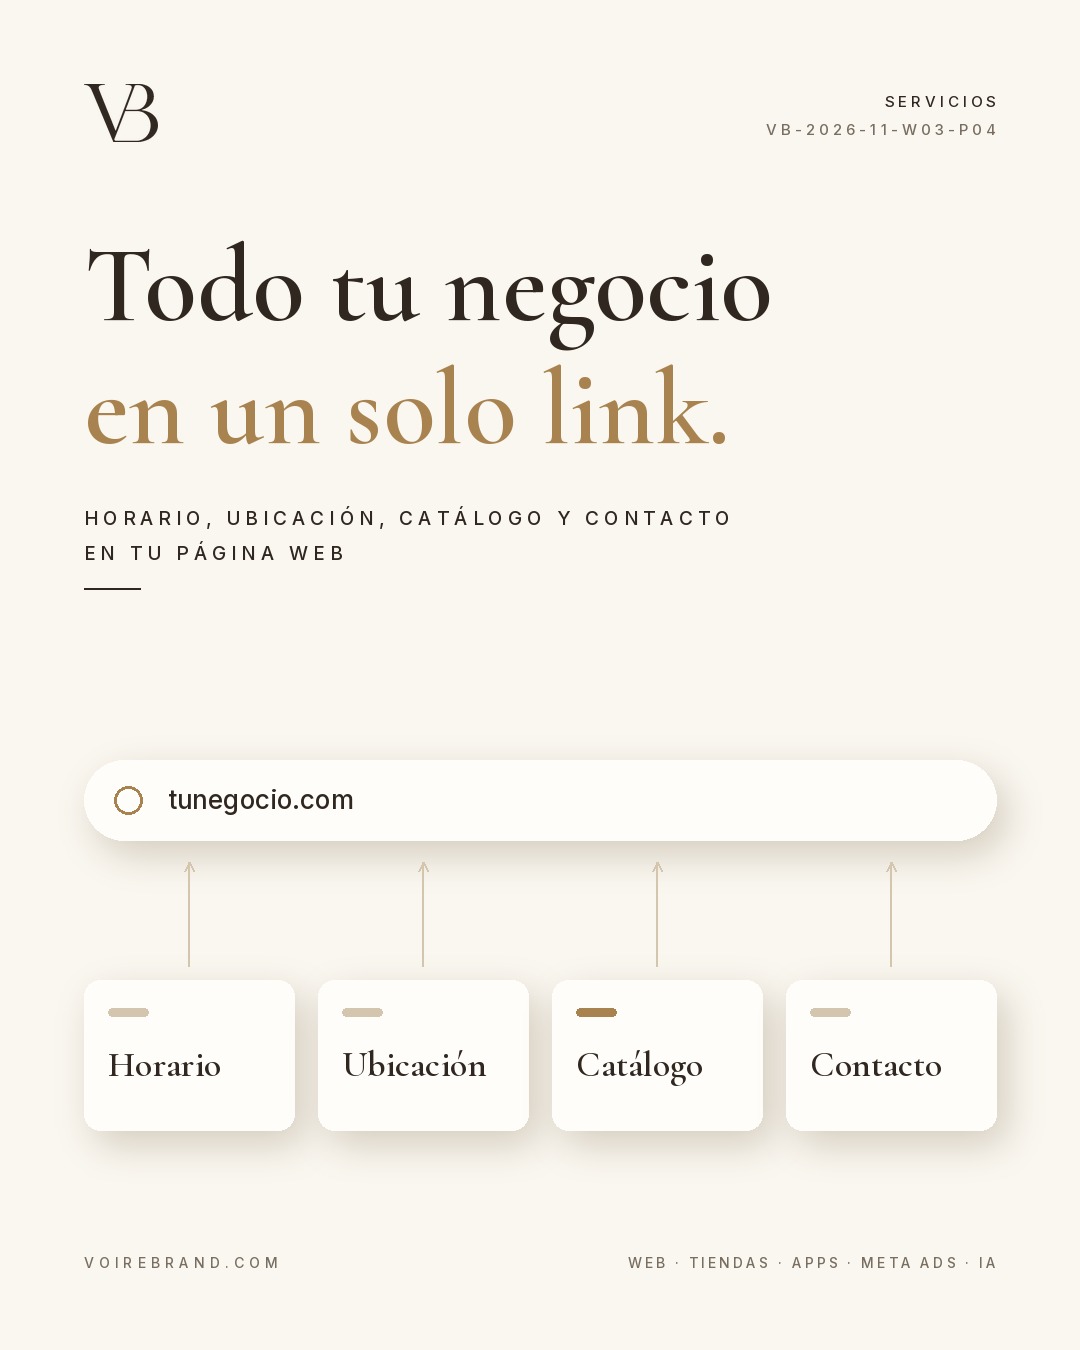 VB
SERVICIOS
VB-2026-11-W03-P04
Todo tu negocio
en un solo link.
HORARIO, UBICACIÓN, CATÁLOGO Y CONTACTO
EN TU PÁGINA WEB
tunegocio.com
Horario
Ubicación
Catálogo
Contacto
VOIREBRAND.COM
WEB · TIENDAS · APPS · META ADS · IA